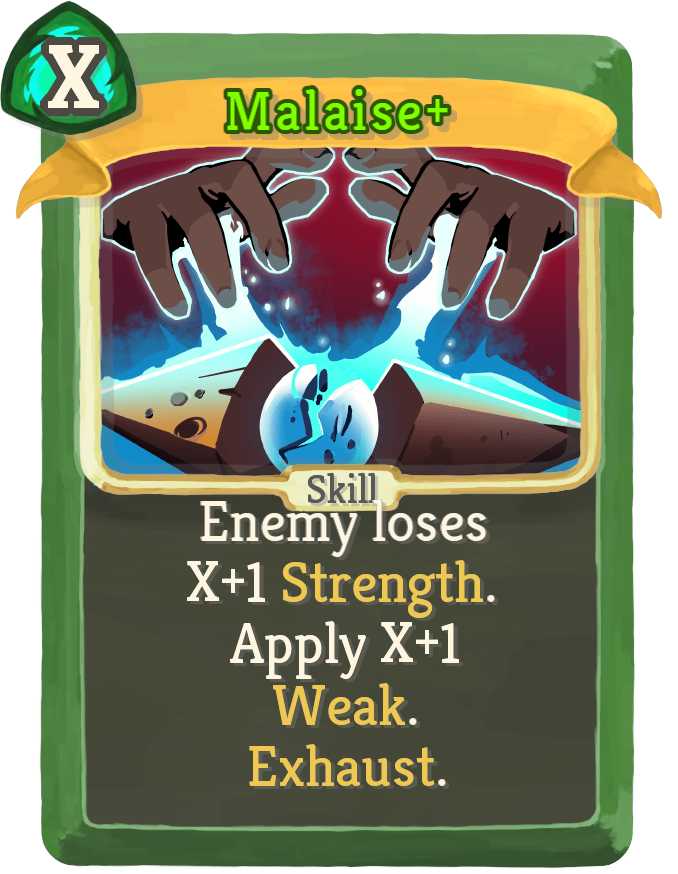 X
Malaise+
Skill
Enemy loses
X+1 Strength.
Apply X+1
Weak.
Exhaust.